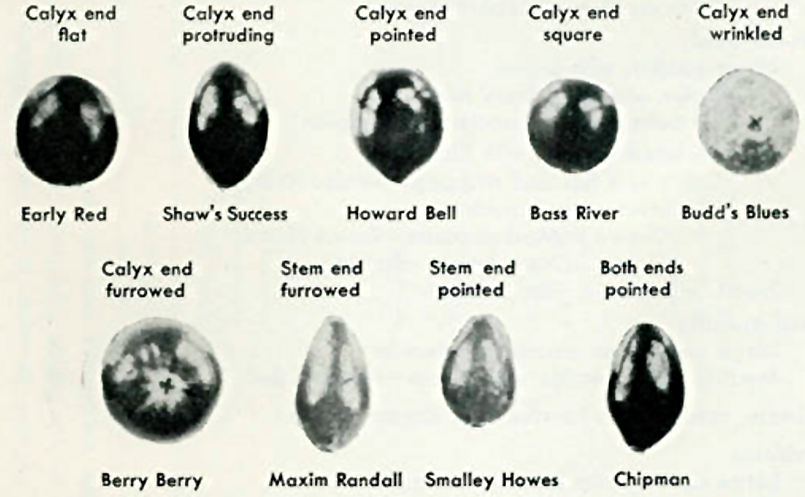 Calyx end
flat
Calyx end
protruding
Calyx end
pointed
Calyx end
square
Calyx end
wrinkled
Early Red
Shaw's Success
Howard Bell
Bass River
Budd's Blues
Calyx end
furrowed
Stem end
furrowed
Stem end
pointed
Both ends
pointed
Berry Berry
Maxim Randall
Smalley Howes
Chipman